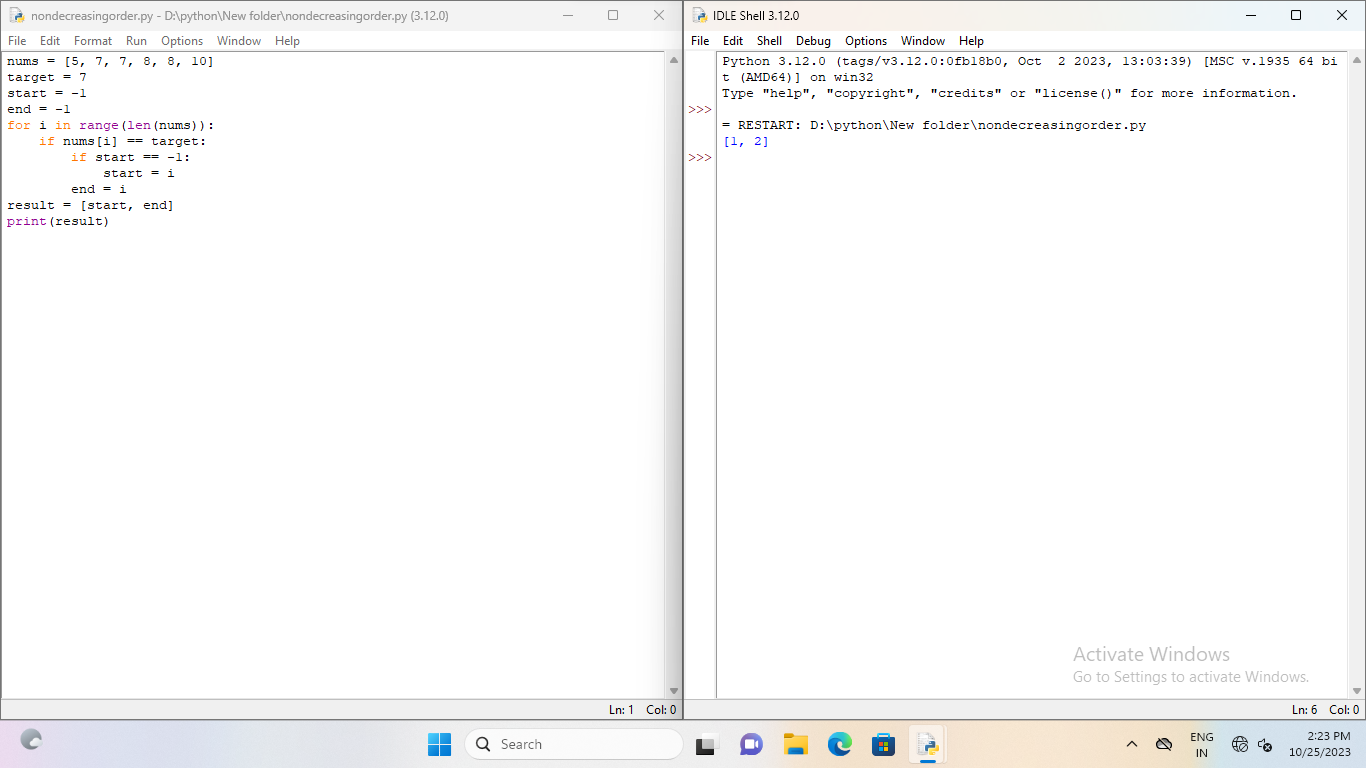 nondecreasingorder.py - D:\python\New folder\nondecreasingorder.py (3.12.0)
File Edit Format Run Options Window Help
nums = [5, 7, 7, 8, 8, 10]
target = 7
start = -1
end = -1
for i in range(len(nums)):
    if nums[i] == target:
        if start == -1:
            start = i
        end = i
result = [start, end]
print(result)
Ln: 1 Col: 0
IDLE Shell 3.12.0
File Edit Shell Debug Options Window Help
Python 3.12.0 (tags/v3.12.0:0fb18b0, Oct  2 2023, 13:03:39) [MSC v.1935 64 bi
t (AMD64)] on win32
Type "help", "copyright", "credits" or "license()" for more information.
>>>
= RESTART: D:\python\New folder\nondecreasingorder.py
[1, 2]
>>>
Activate Windows
Go to Settings to activate Windows.
Ln: 6 Col: 0
Search
ENG
IN
2:23 PM
10/25/2023